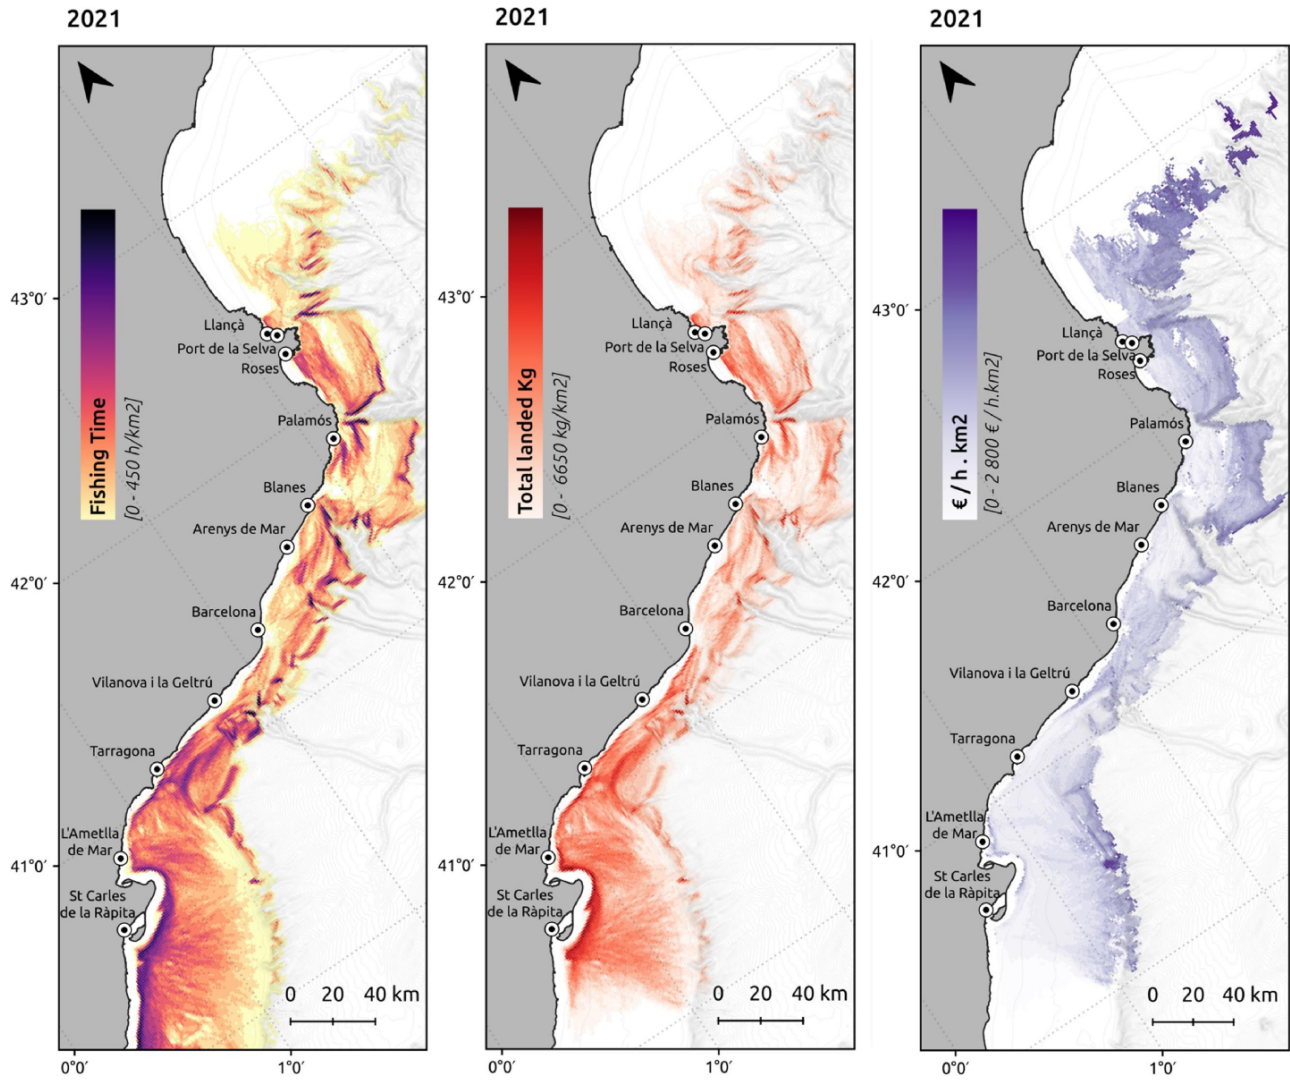 2021
43°0′
42°0′
41°0′
0°0′
1°0′
Fishing Time
[0 - 450 h/km2]
Llançà
Port de la Selva
Roses
Palamós
Blanes
Arenys de Mar
Barcelona
Vilanova i la Geltrú
Tarragona
L'Ametlla
de Mar
St Carles
de la Ràpita
0 20 40 km
2021
43°0′
42°0′
41°0′
0°0′
1°0′
Total landed Kg
[0 - 6650 kg/km2]
Llançà
Port de la Selva
Roses
Palamós
Blanes
Arenys de Mar
Barcelona
Vilanova i la Geltrú
Tarragona
L'Ametlla
de Mar
St Carles
de la Ràpita
0 20 40 km
2021
43°0′
42°0′
41°0′
0°0′
1°0′
€ / h . km2
[0 - 2 800 € / h.km2]
Llançà
Port de la Selva
Roses
Palamós
Blanes
Arenys de Mar
Barcelona
Vilanova i la Geltrú
Tarragona
L'Ametlla
de Mar
St Carles
de la Ràpita
0 20 40 km